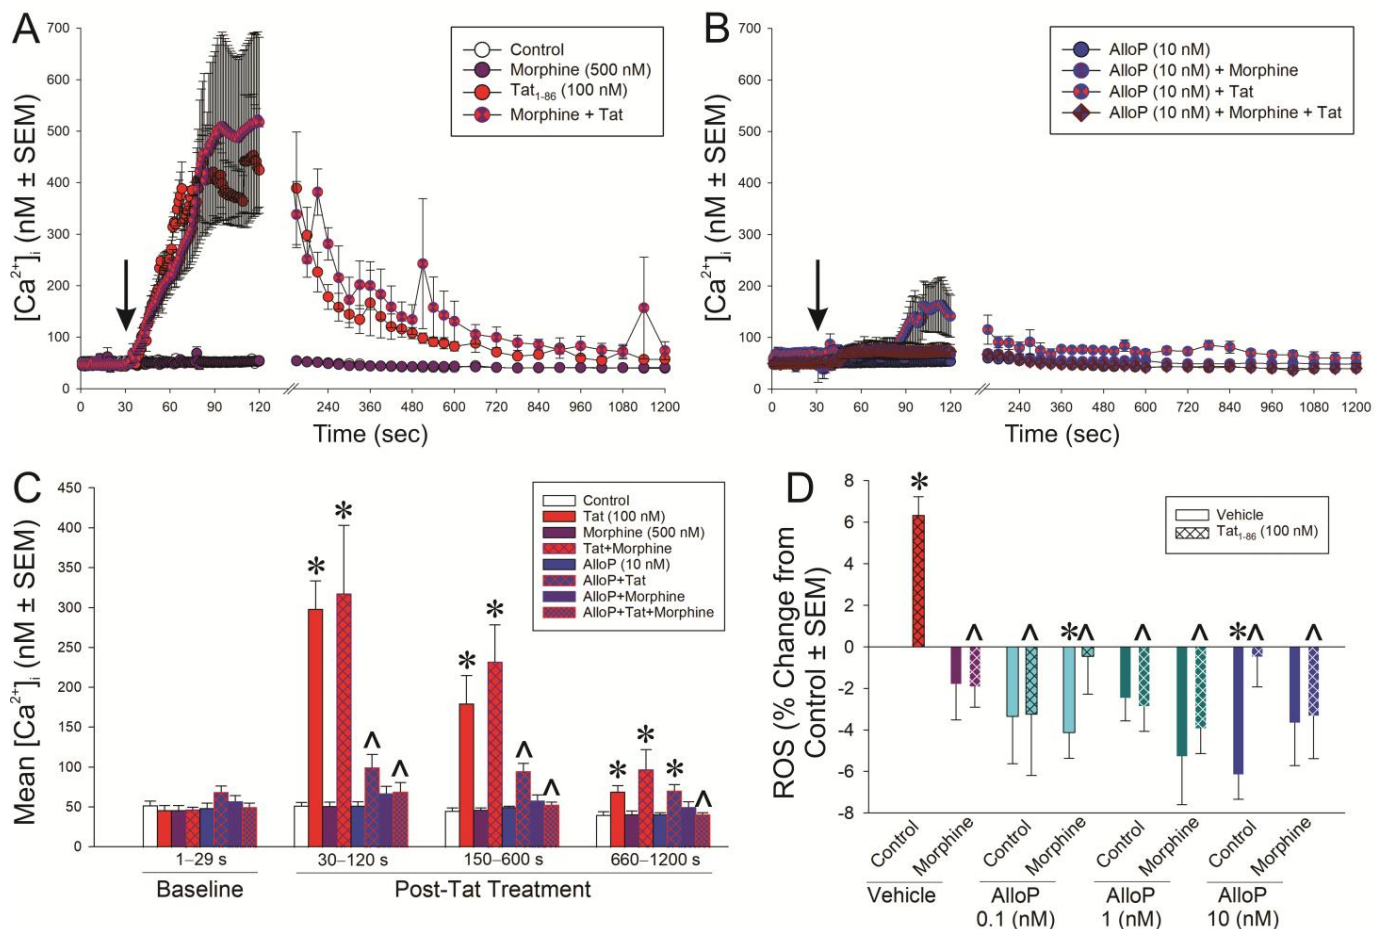 A
[Ca²⁺]ᵢ (nM ± SEM)
700
600
500
400
300
200
100
0
Control
Morphine (500 nM)
Tat₁₋₈₆ (100 nM)
Morphine + Tat
0 30 60 90 120 240 360 480 600 720 840 960 1080 1200
Time (sec)
B
[Ca²⁺]ᵢ (nM ± SEM)
700
600
500
400
300
200
100
0
AlloP (10 nM)
AlloP (10 nM) + Morphine
AlloP (10 nM) + Tat
AlloP (10 nM) + Morphine + Tat
0 30 60 90 120 240 360 480 600 720 840 960 1080 1200
Time (sec)
C
Mean [Ca²⁺]ᵢ (nM ± SEM)
450
400
350
300
250
200
150
100
50
0
Control
Tat (100 nM)
Morphine (500 nM)
Tat+Morphine
AlloP (10 nM)
AlloP+Tat
AlloP+Morphine
AlloP+Tat+Morphine
* * ^ ^ * * ^ ^ * * * ^
1–29 s 30–120 s 150–600 s 660–1200 s
Baseline Post-Tat Treatment
D
ROS (% Change from
Control ± SEM)
8
6
4
2
0
-2
-4
-6
-8
Vehicle
Tat₁₋₈₆ (100 nM)
* ^ ^ * ^ ^ ^ * ^ ^
Control Morphine Control Morphine Control Morphine Control Morphine
Vehicle AlloP AlloP AlloP
0.1 (nM) 1 (nM) 10 (nM)